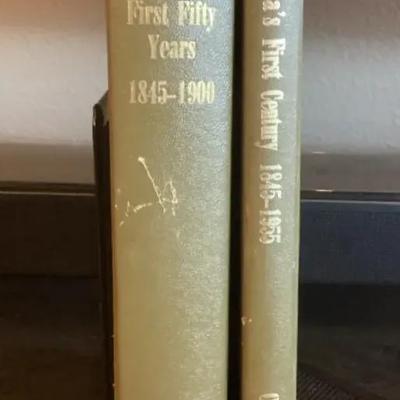 First Fifty
Years
1845-1900
a's First Century 1845-1955